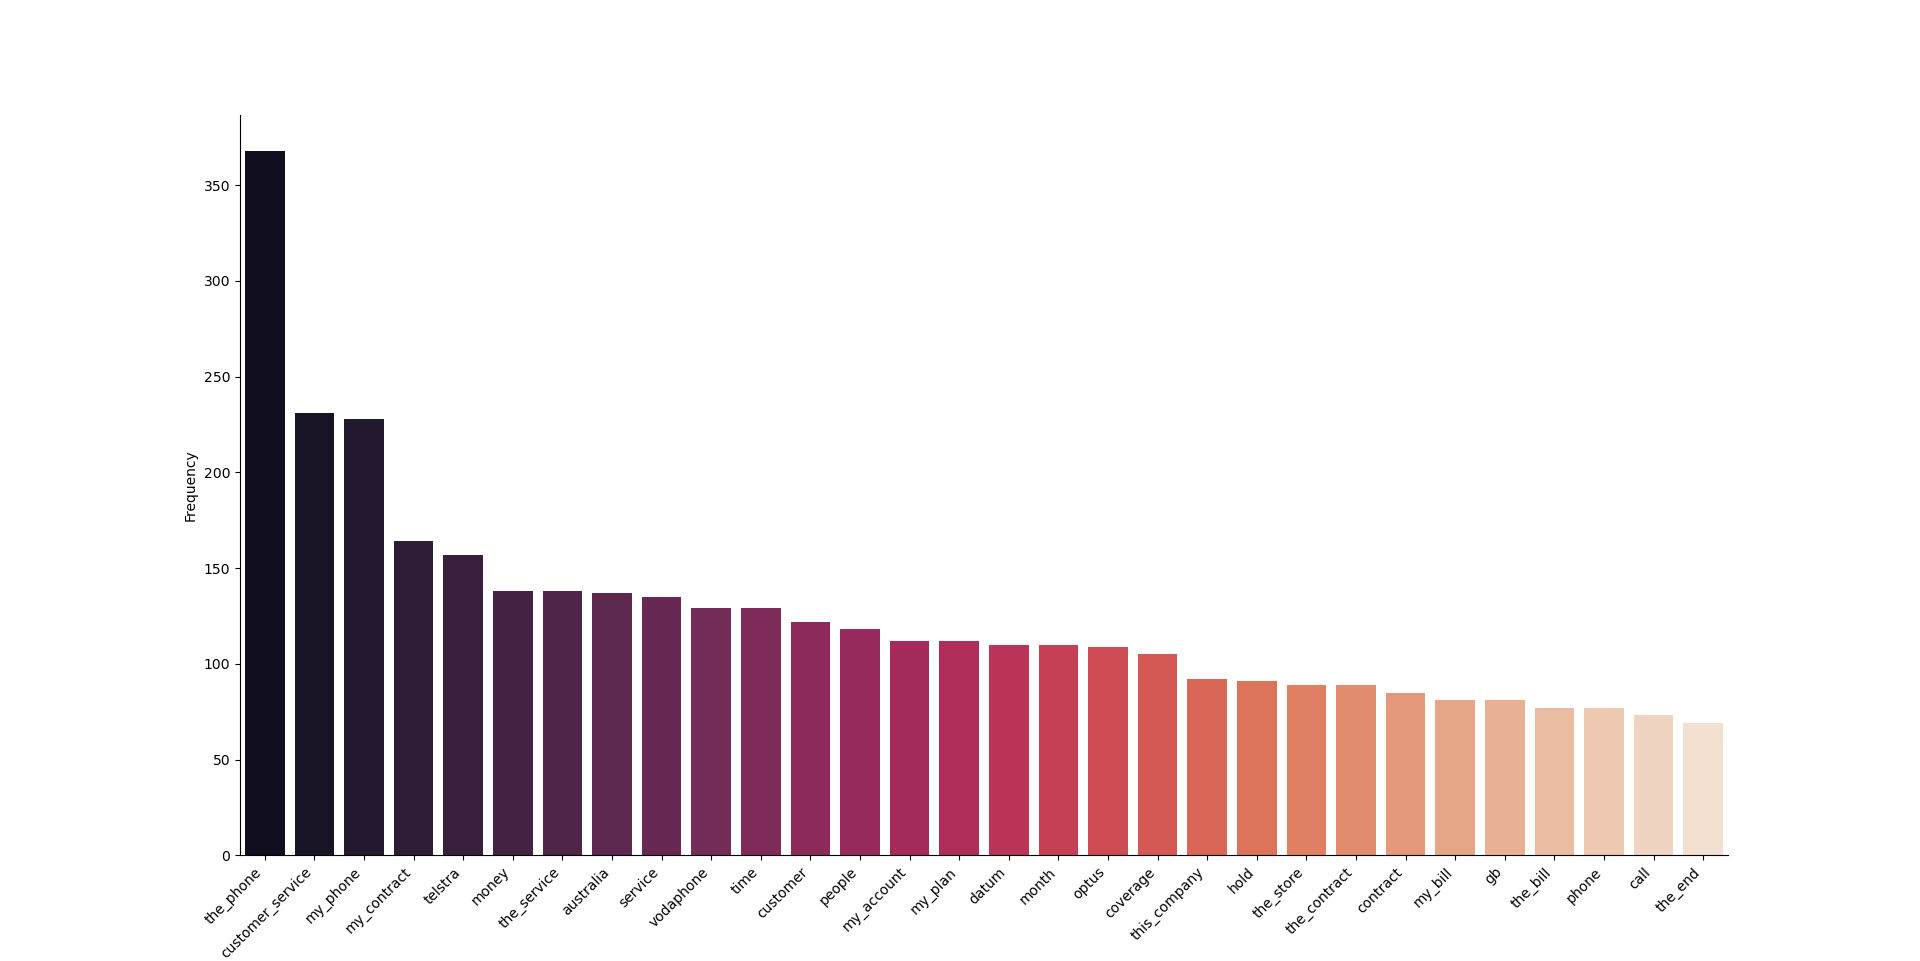 Frequency
350
300
250
200
150
100
50
0
the_phone
customer_service
my_phone
my_contract
telstra
money
the_service
australia
service
vodaphone
time
customer
people
my_account
my_plan
datum
month
optus
coverage
this_company
hold
the_store
the_contract
contract
my_bill
gb
the_bill
phone
call
the_end